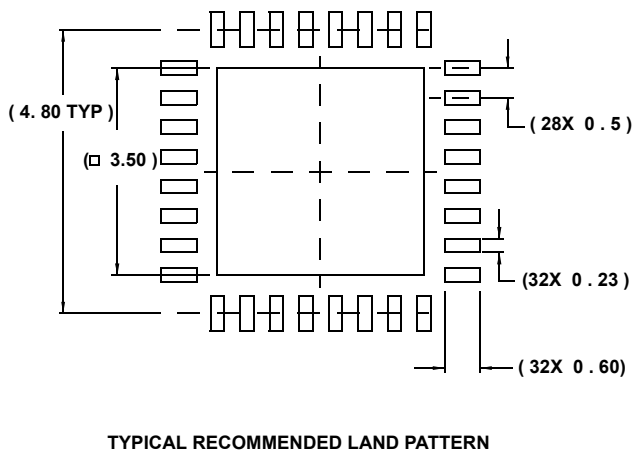 ( 4. 80 TYP )
( 28X 0 . 5 )
(□ 3.50 )
(32X 0 . 23 )
( 32X 0 . 60)
TYPICAL RECOMMENDED LAND PATTERN